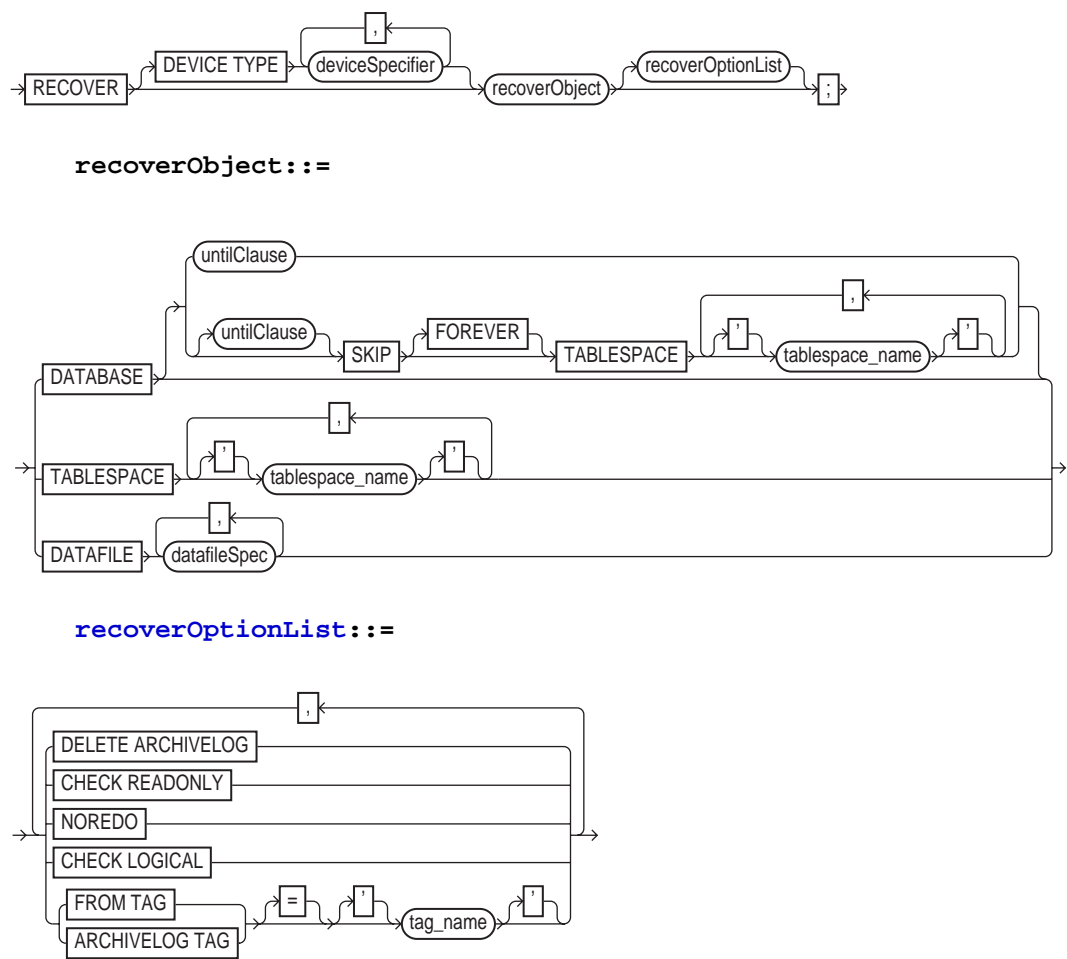 ,
DEVICE TYPE deviceSpecifier recoverOptionList
RECOVER recoverObject ;
recoverObject::=
untilClause
,
untilClause FOREVER ’ ’
SKIP TABLESPACE tablespace_name
DATABASE
,
’ ’
TABLESPACE tablespace_name
,
DATAFILE datafileSpec
recoverOptionList::=
,
DELETE ARCHIVELOG
CHECK READONLY
NOREDO
CHECK LOGICAL
FROM TAG = ’ ’
tag_name
ARCHIVELOG TAG